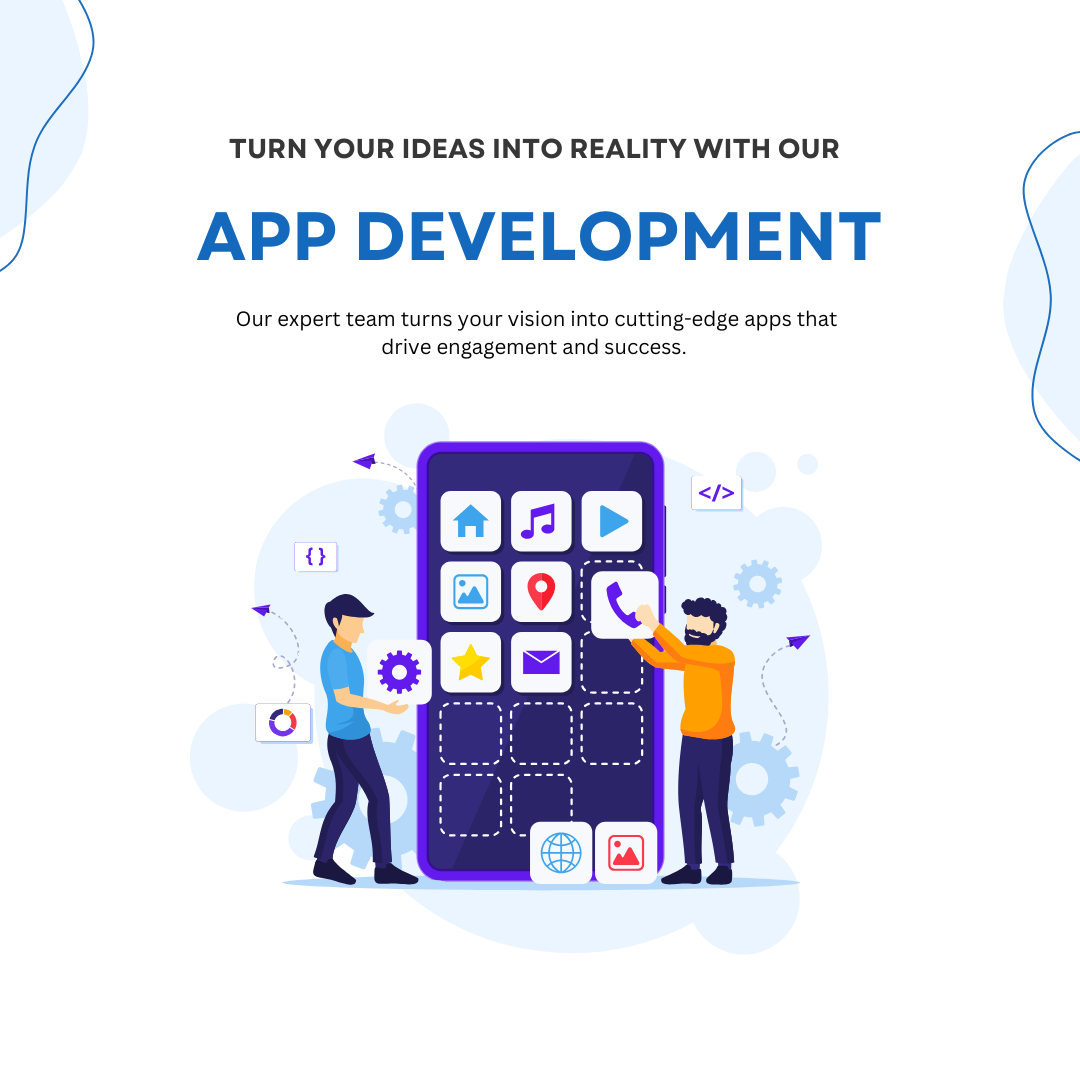 TURN YOUR IDEAS INTO REALITY WITH OUR
APP DEVELOPMENT
Our expert team turns your vision into cutting-edge apps that
drive engagement and success.
</>
{ }